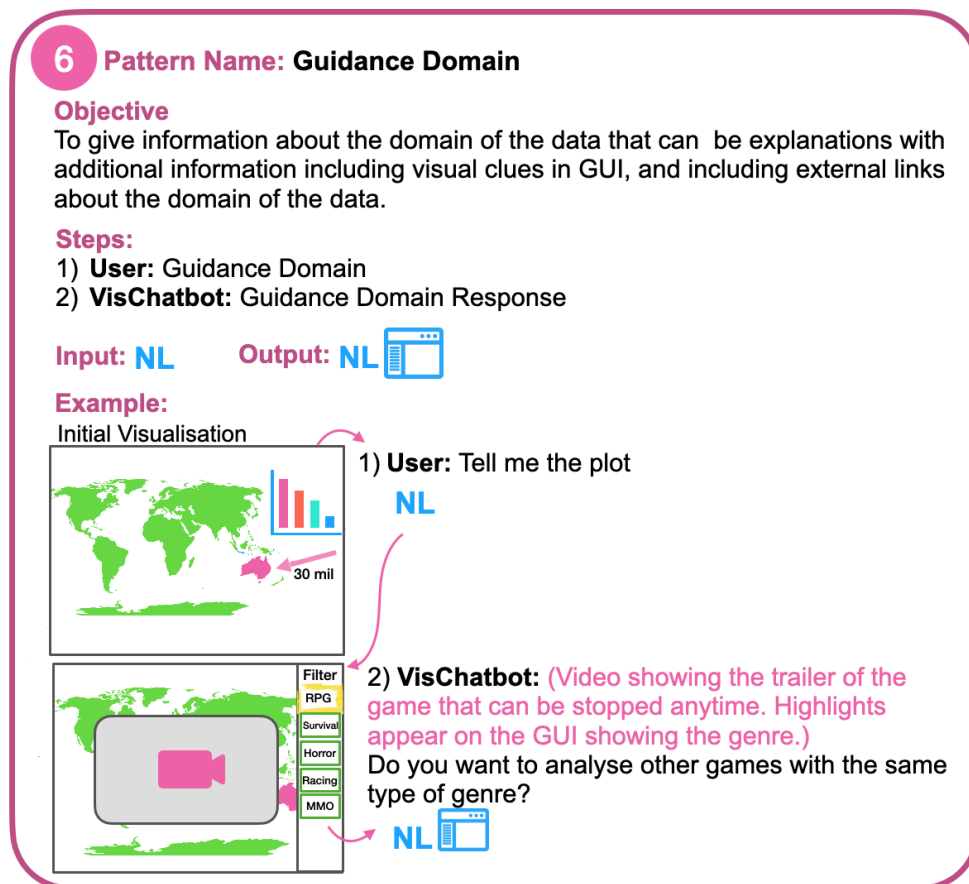 6 Pattern Name: Guidance Domain
Objective
To give information about the domain of the data that can be explanations with
additional information including visual clues in GUI, and including external links
about the domain of the data.
Steps:
1) User: Guidance Domain
2) VisChatbot: Guidance Domain Response
Input: NL Output: NL
Example:
Initial Visualisation
1) User: Tell me the plot
NL
30 mil
Filter
RPG
Survival
Horror
Racing
MMO
2) VisChatbot: (Video showing the trailer of the
game that can be stopped anytime. Highlights
appear on the GUI showing the genre.)
Do you want to analyse other games with the same
type of genre?
NL